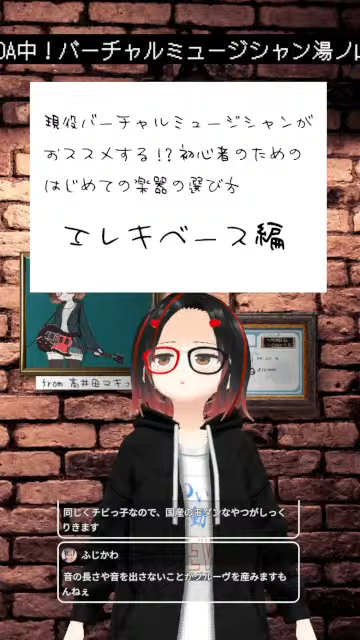 OA中！バーチャルミュージシャン湯ノ
現役バーチャルミュージシャンが
おススメする!?初心者のための
はじめての楽器の選び方
エレキベース編
from 高井田マキ
同じくチビっ子なので、国産のモダンなやつがしっく
りきます
ふじかわ
音の長さや音を出さないことがグルーヴを産みますも
んねぇ